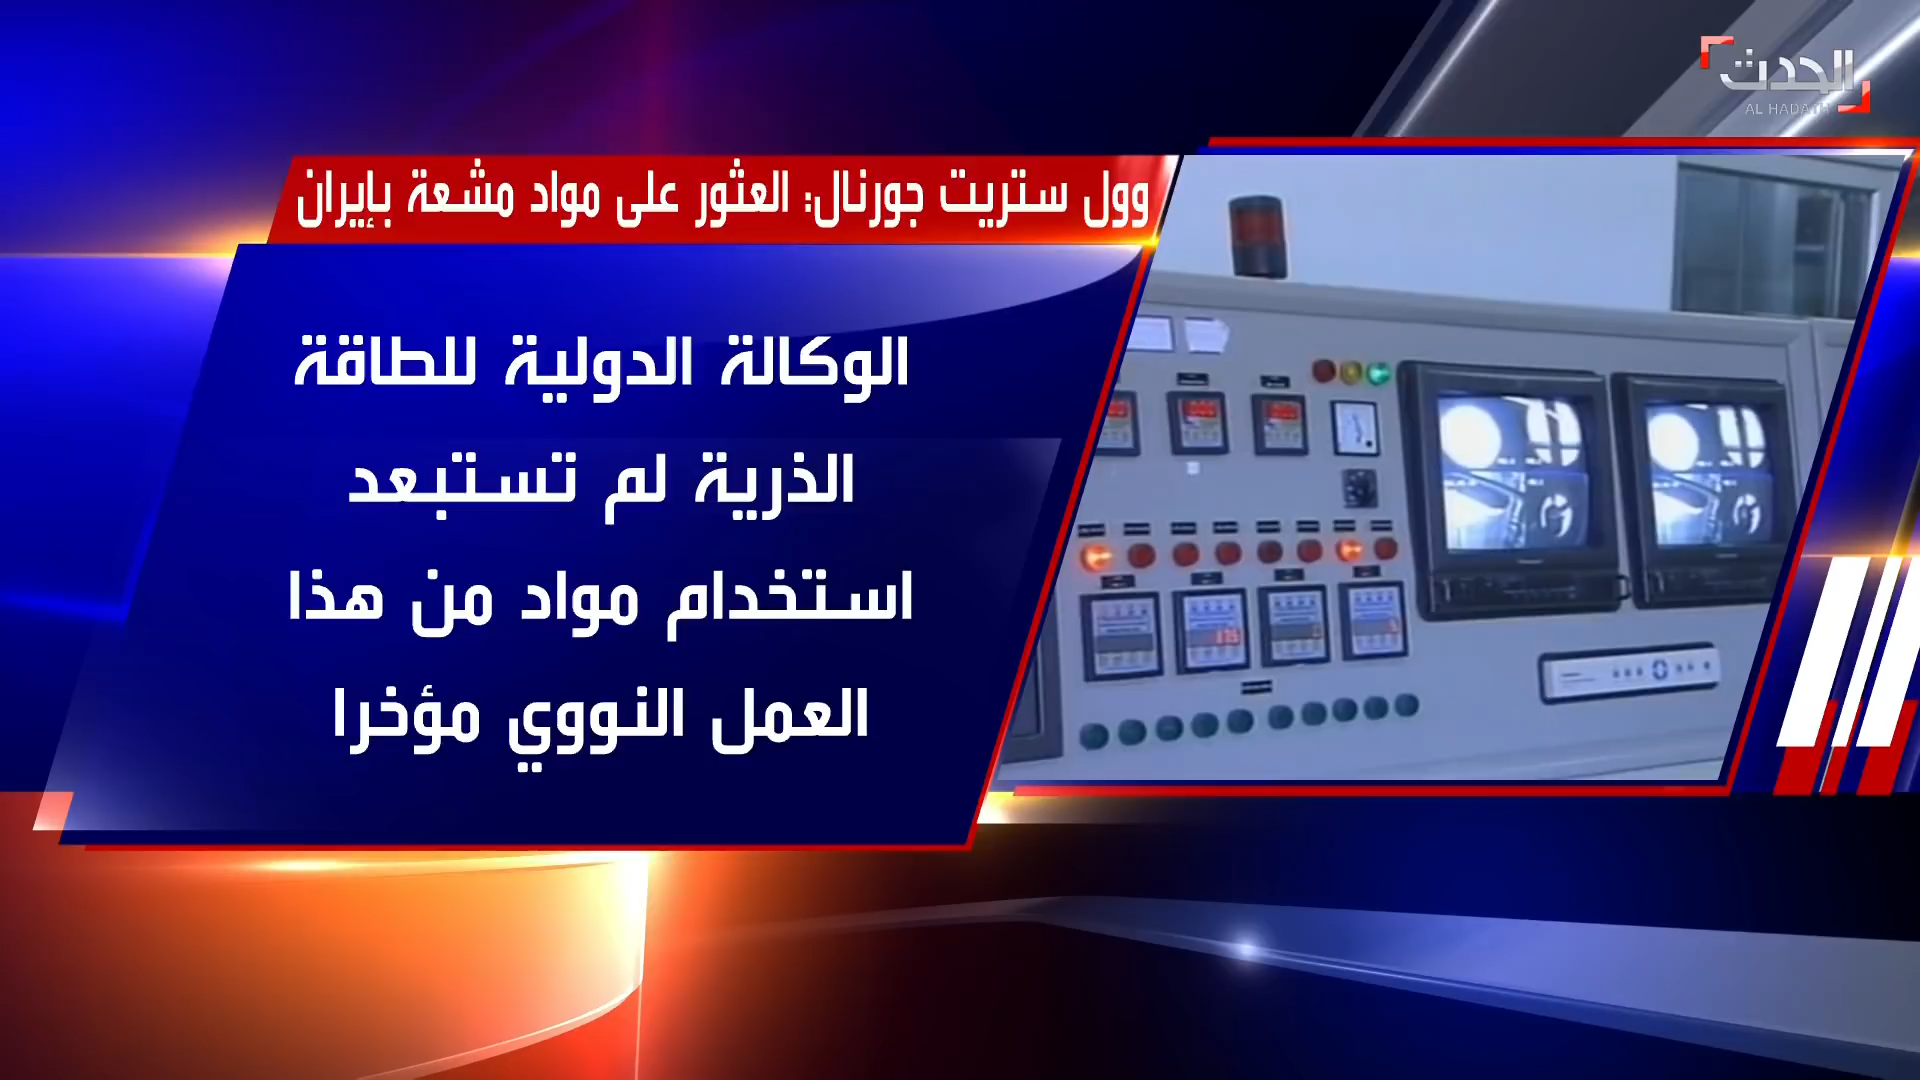 الحدث
AL HADATH
وول ستريت جورنال: العثور على مواد مشعة بإيران
الوكالة الدولية للطاقة
الذرية لم تستبعد
استخدام مواد من هذا
العمل النووي مؤخرا